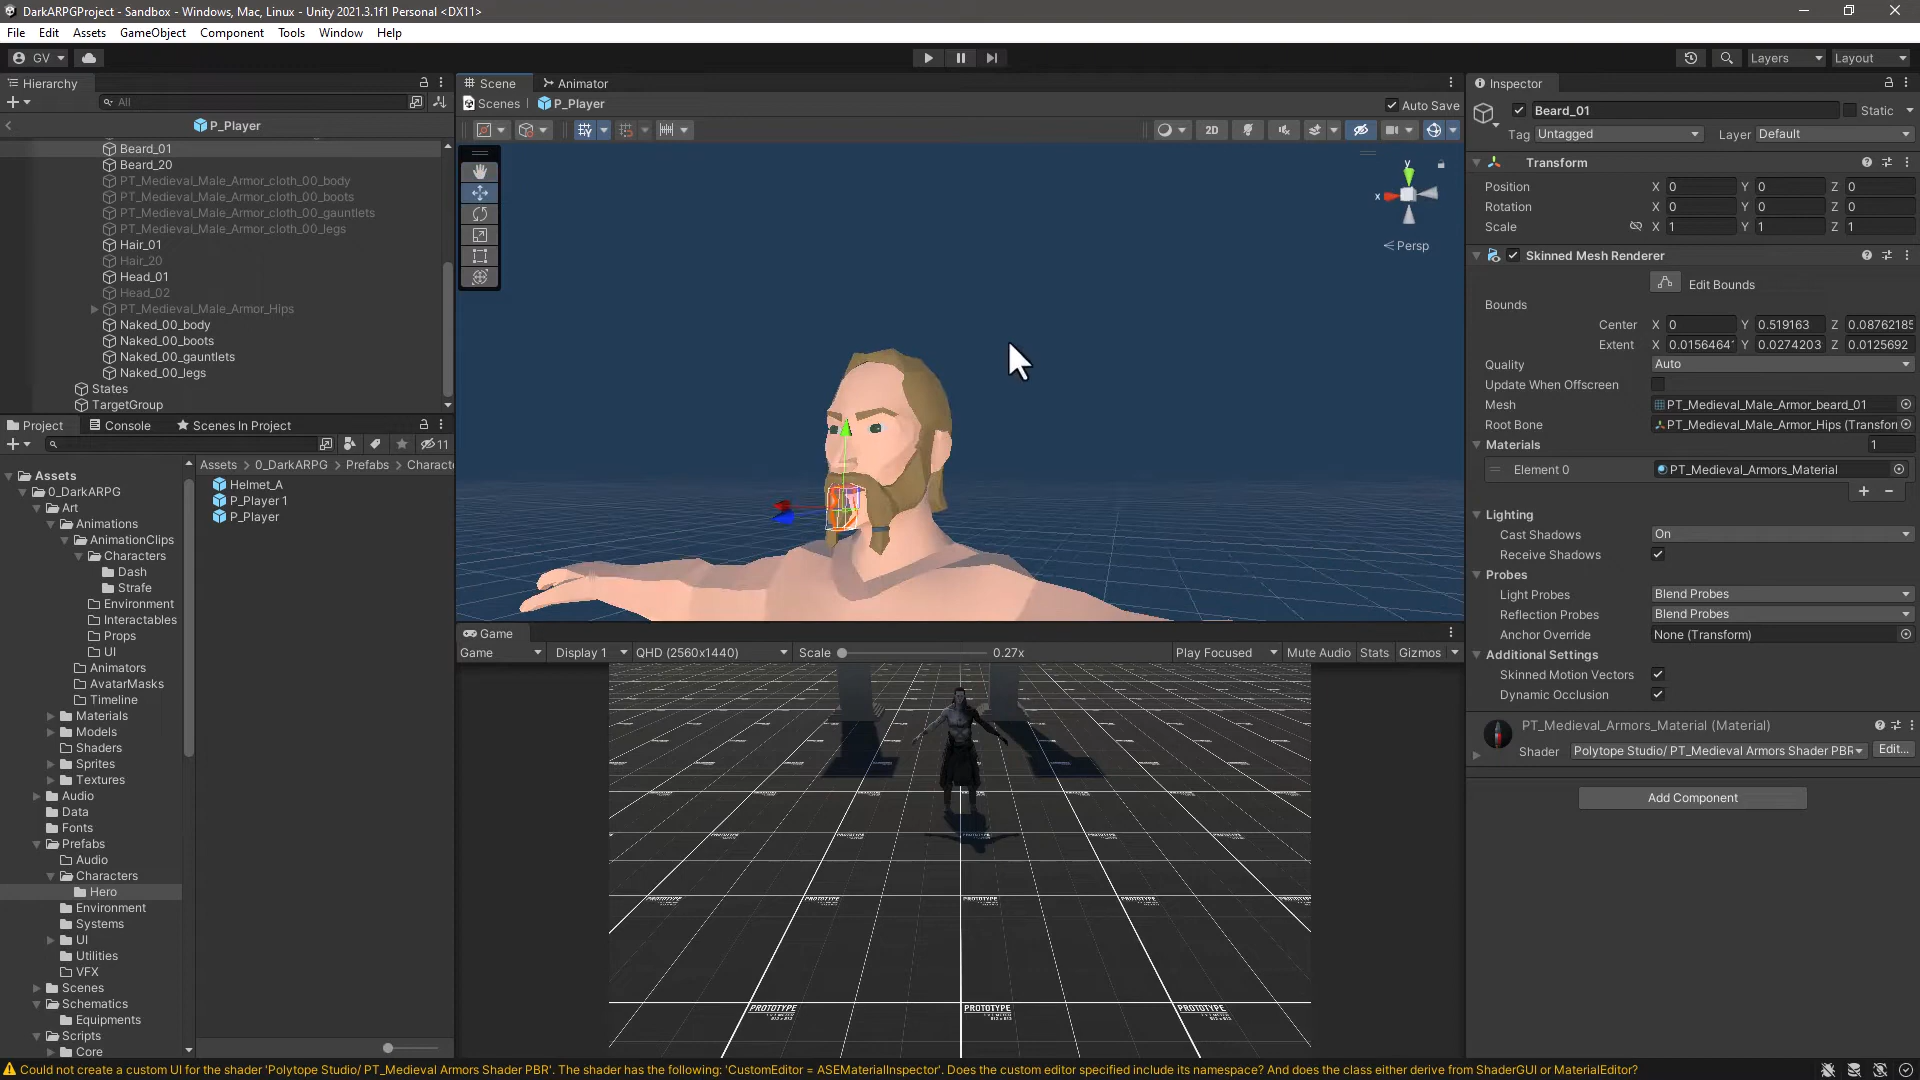 DarkARPGProject - Sandbox - Windows, Mac, Linux - Unity 2021.3.1f1 Personal <DX11>
File Edit Assets GameObject Component Tools Window Help
GV Layers Layout
Hierarchy
All
P_Player
Beard_01
Beard_20
PT_Medieval_Male_Armor_cloth_00_body
PT_Medieval_Male_Armor_cloth_00_boots
PT_Medieval_Male_Armor_cloth_00_gauntlets
PT_Medieval_Male_Armor_cloth_00_legs
Hair_01
Hair_20
Head_01
Head_02
PT_Medieval_Male_Armor_Hips
Naked_00_body
Naked_00_boots
Naked_00_gauntlets
Naked_00_legs
States
TargetGroup
Project Console Scenes In Project
11
Assets
0_DarkARPG
Art
Animations
AnimationClips
Characters
Dash
Strafe
Environment
Interactables
Props
UI
Animators
AvatarMasks
Timeline
Materials
Models
Shaders
Sprites
Textures
Audio
Data
Fonts
Prefabs
Audio
Characters
Hero
Environment
Systems
UI
Utilities
VFX
Scenes
Schematics
Equipments
Scripts
Core
Assets > 0_DarkARPG > Prefabs > Characte
Helmet_A
P_Player 1
P_Player
Scene Animator
Scenes P_Player Auto Save
2D
y
x
Persp
Game
Game Display 1 QHD (2560x1440) Scale 0.27x Play Focused Mute Audio Stats Gizmos
PROTOTYPE
PROTOTYPE
PROTOTYPE
PROTOTYPE
PROTOTYPE
PROTOTYPE
PROTOTYPE
Inspector
Beard_01 Static
Tag Untagged Layer Default
Transform
Position X 0 Y 0 Z 0
Rotation X 0 Y 0 Z 0
Scale X 1 Y 1 Z 1
Skinned Mesh Renderer
Edit Bounds
Bounds
Center X 0 Y 0.519163 Z 0.0876218
Extent X 0.0156464 Y 0.0274203 Z 0.0125692
Quality Auto
Update When Offscreen
Mesh PT_Medieval_Male_Armor_beard_01
Root Bone PT_Medieval_Male_Armor_Hips (Transfor
Materials 1
Element 0 PT_Medieval_Armors_Material
Lighting
Cast Shadows On
Receive Shadows
Probes
Light Probes Blend Probes
Reflection Probes Blend Probes
Anchor Override None (Transform)
Additional Settings
Skinned Motion Vectors
Dynamic Occlusion
PT_Medieval_Armors_Material (Material)
Shader Polytope Studio/ PT_Medieval Armors Shader PBR Edit...
Add Component
Could not create a custom UI for the shader 'Polytope Studio/ PT_Medieval Armors Shader PBR'. The shader has the following: 'CustomEditor = ASEMaterialInspector'. Does the custom editor specified include its namespace? And does the class either derive from ShaderGUI or MaterialEditor?